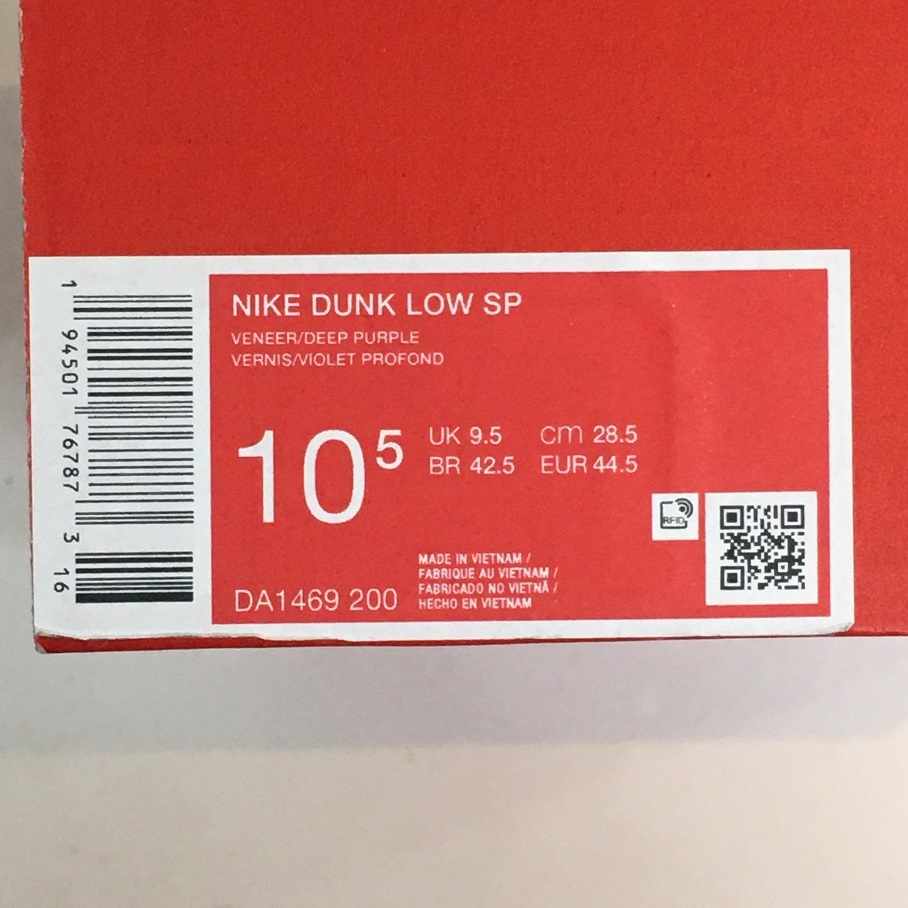 NIKE DUNK LOW SP
VENEER/DEEP PURPLE
VERNIS/VIOLET PROFOND
10⁵
UK 9.5 cm 28.5
BR 42.5 EUR 44.5
RFID
MADE IN VIETNAM /
FABRIQUE AU VIETNAM /
FABRICADO NO VIETNÃ /
HECHO EN VIETNAM
DA1469 200
1 94501 76787 3 16